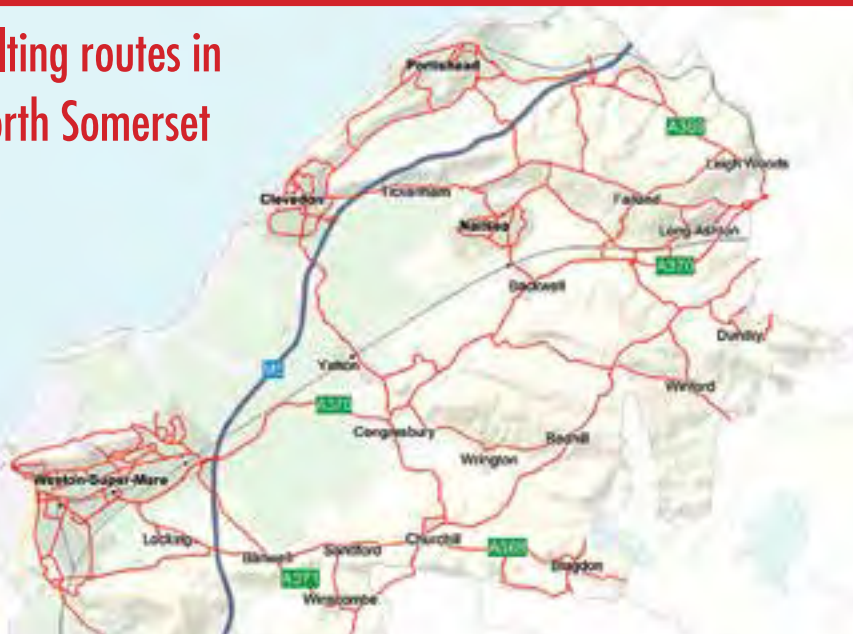 lting routes in
orth Somerset
Portishead
A369
Leigh Woods
Clevedon
Tickenham
Failand
Nailsea
Long Ashton
A370
Backwell
Dundry
M5
Yatton
Winford
A370
Congresbury
Redhill
Wrington
Weston-Super-Mare
Locking
Churchill
Sandford
Banwell
A368
Blagdon
A371
Winscombe